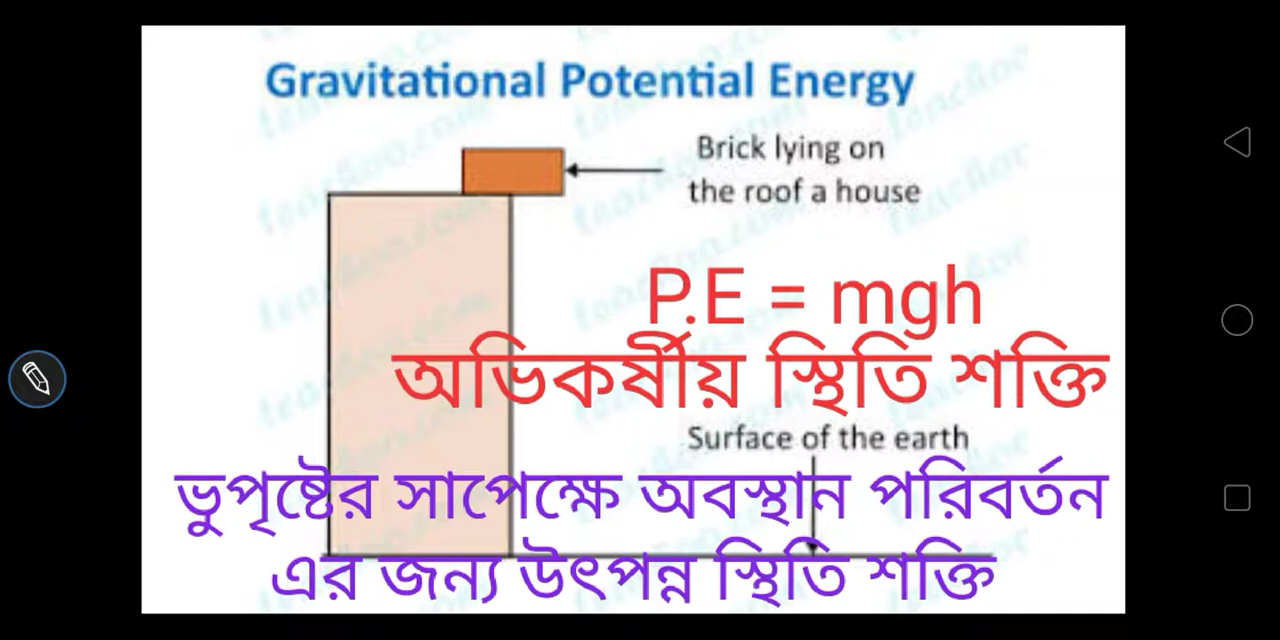 Gravitational Potential Energy
Brick lying on
the roof a house
P.E = mgh
অভিকর্ষীয় স্থিতি শক্তি
Surface of the earth
ভুপৃষ্টের সাপেক্ষে অবস্থান পরিবর্তন
এর জন্য উৎপন্ন স্থিতি শক্তি